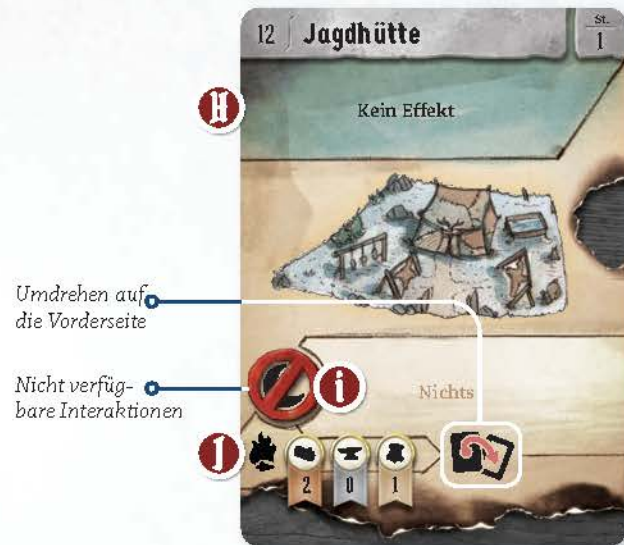 12 Jagdhütte St. 1
H Kein Effekt
Umdrehen auf
die Vorderseite
Nicht verfüg-
bare Interaktionen
i Nichts
J
2 0 1